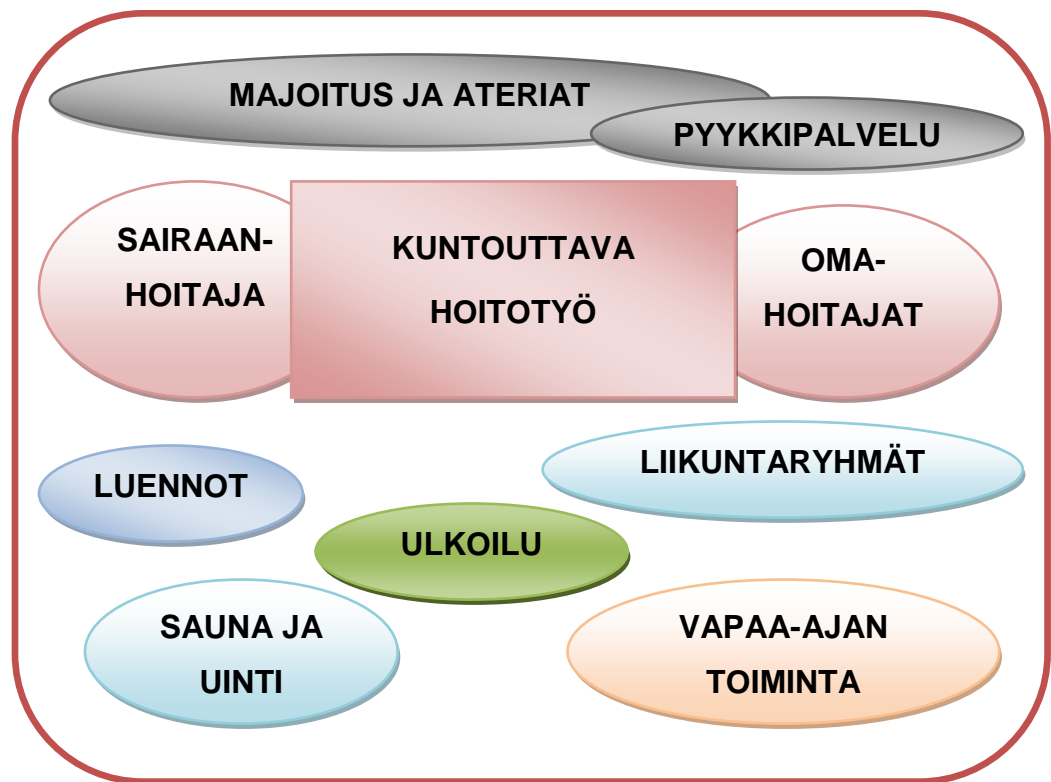 MAJOITUS JA ATERIAT
PYYKKIPALVELU
SAIRAAN-
HOITAJA
KUNTOUTTAVA
HOITOTYÖ
OMA-
HOITAJAT
LUENNOT
LIIKUNTARYHMÄT
ULKOILU
SAUNA JA
UINTI
VAPAA-AJAN
TOIMINTA